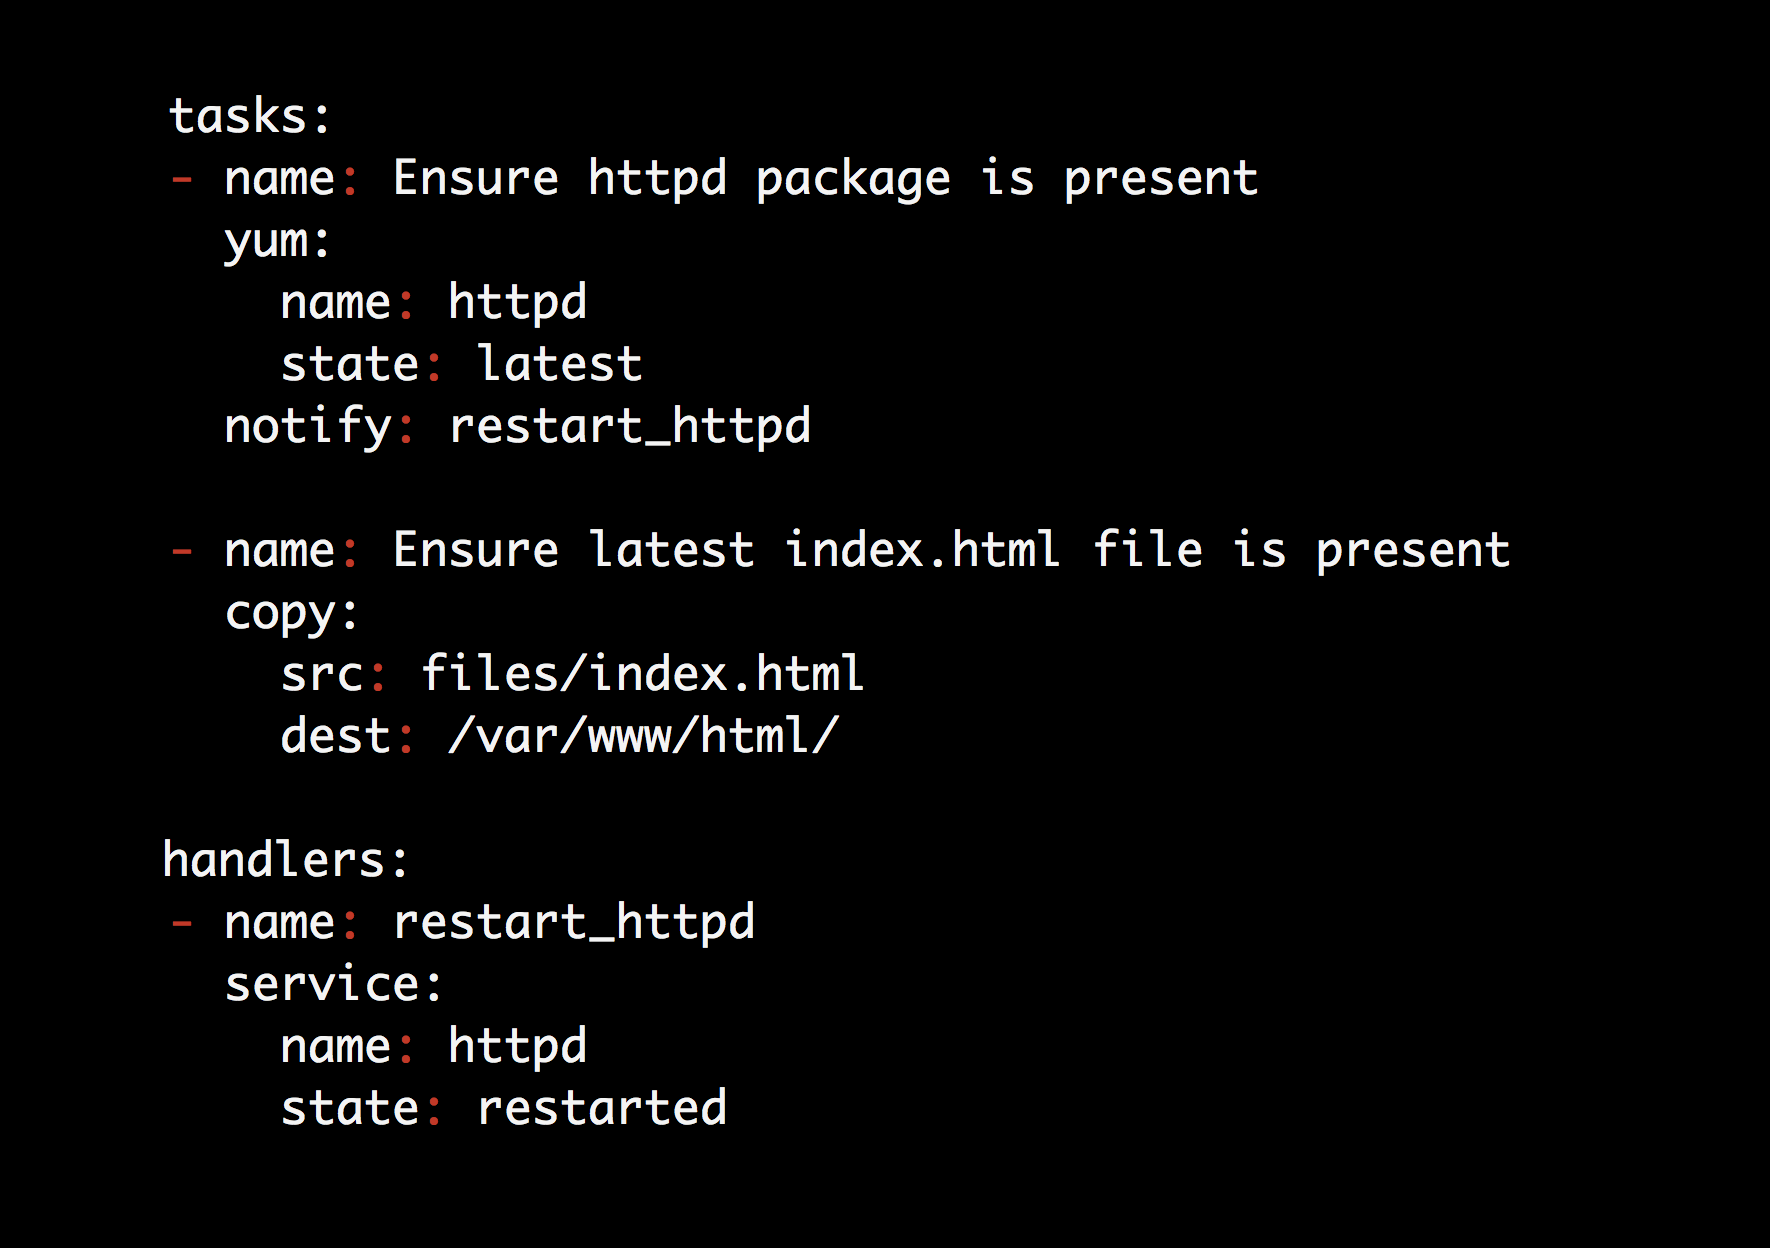 tasks:
- name: Ensure httpd package is present
  yum:
    name: httpd
    state: latest
  notify: restart_httpd

- name: Ensure latest index.html file is present
  copy:
    src: files/index.html
    dest: /var/www/html/

handlers:
- name: restart_httpd
  service:
    name: httpd
    state: restarted